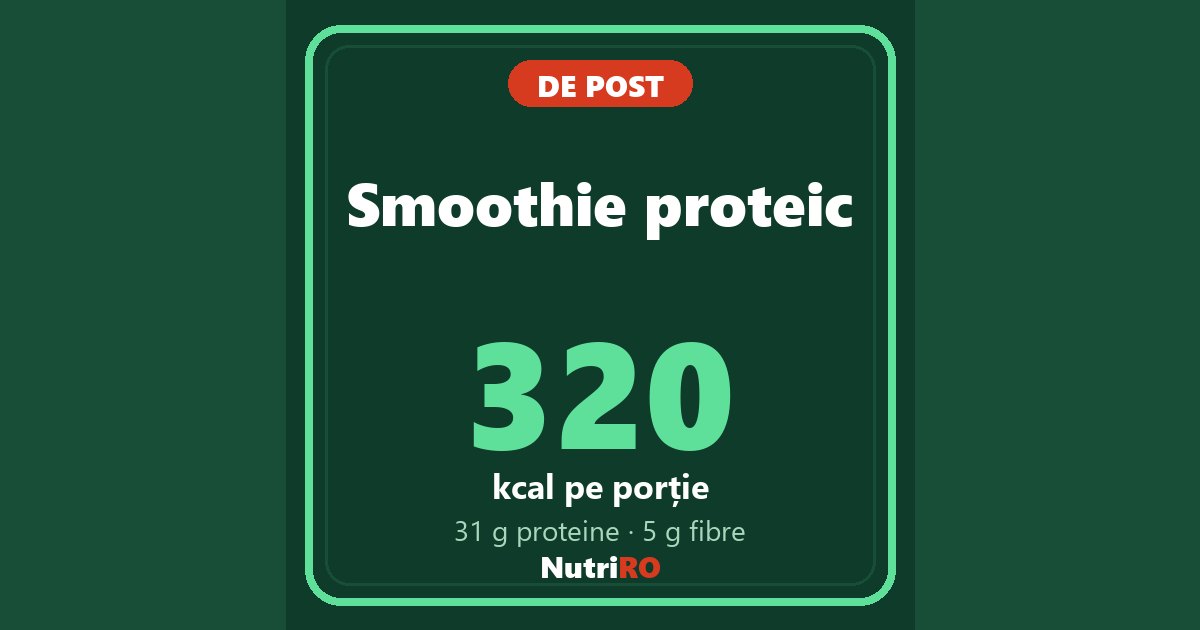 DE POST
Smoothie proteic
320
kcal pe porție
31 g proteine · 5 g fibre
NutriRO